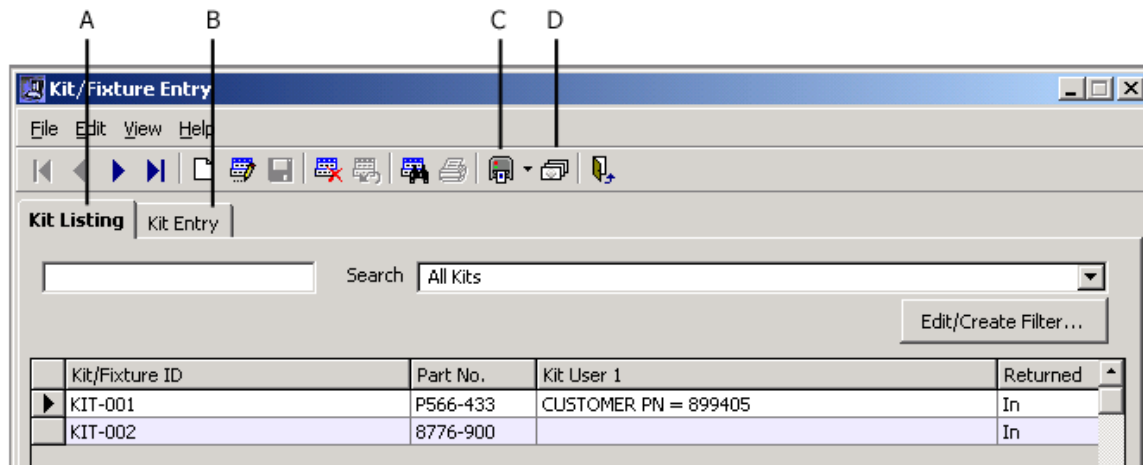 A B C D
Kit/Fixture Entry
File Edit View Help
Kit Listing Kit Entry
Search All Kits
Edit/Create Filter...
Kit/Fixture ID Part No. Kit User 1 Returned
KIT-001 P566-433 CUSTOMER PN = 899405 In
KIT-002 8776-900 In